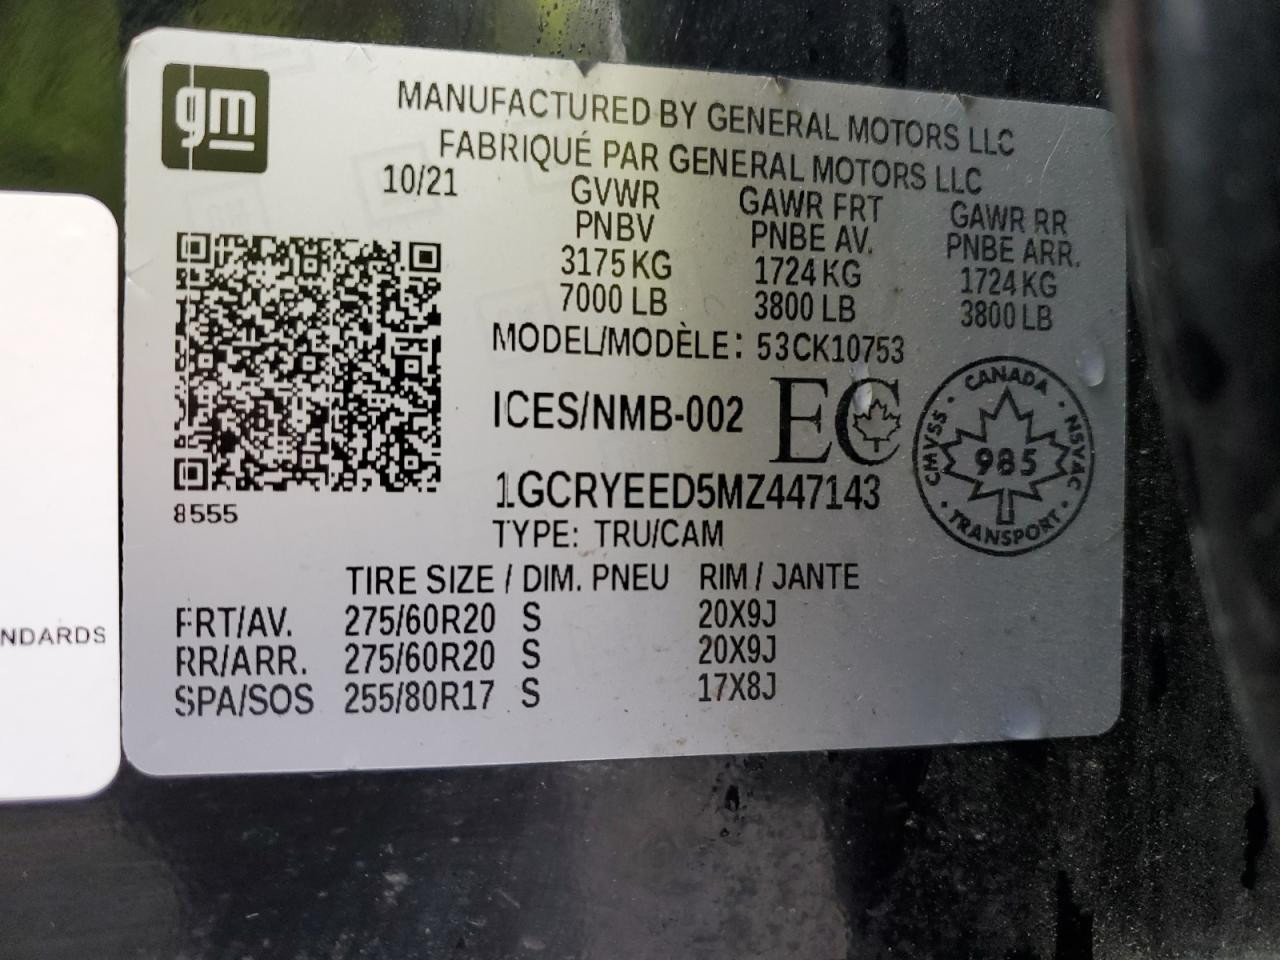 gm
MANUFACTURED BY GENERAL MOTORS LLC
FABRIQUÉ PAR GENERAL MOTORS LLC
10/21
GVWR GAWR FRT GAWR RR
PNBV PNBE AV. PNBE ARR.
3175 KG 1724 KG 1724 KG
7000 LB 3800 LB 3800 LB
MODEL/MODÈLE: 53CK10753
ICES/NMB-002 EC
CANADA
CMVSS 985 NSVAC
TRANSPORT
1GCRYEED5MZ447143
8555
TYPE: TRU/CAM
TIRE SIZE / DIM. PNEU RIM / JANTE
FRT/AV. 275/60R20 S 20X9J
RR/ARR. 275/60R20 S 20X9J
SPA/SOS 255/80R17 S 17X8J
NDARDS